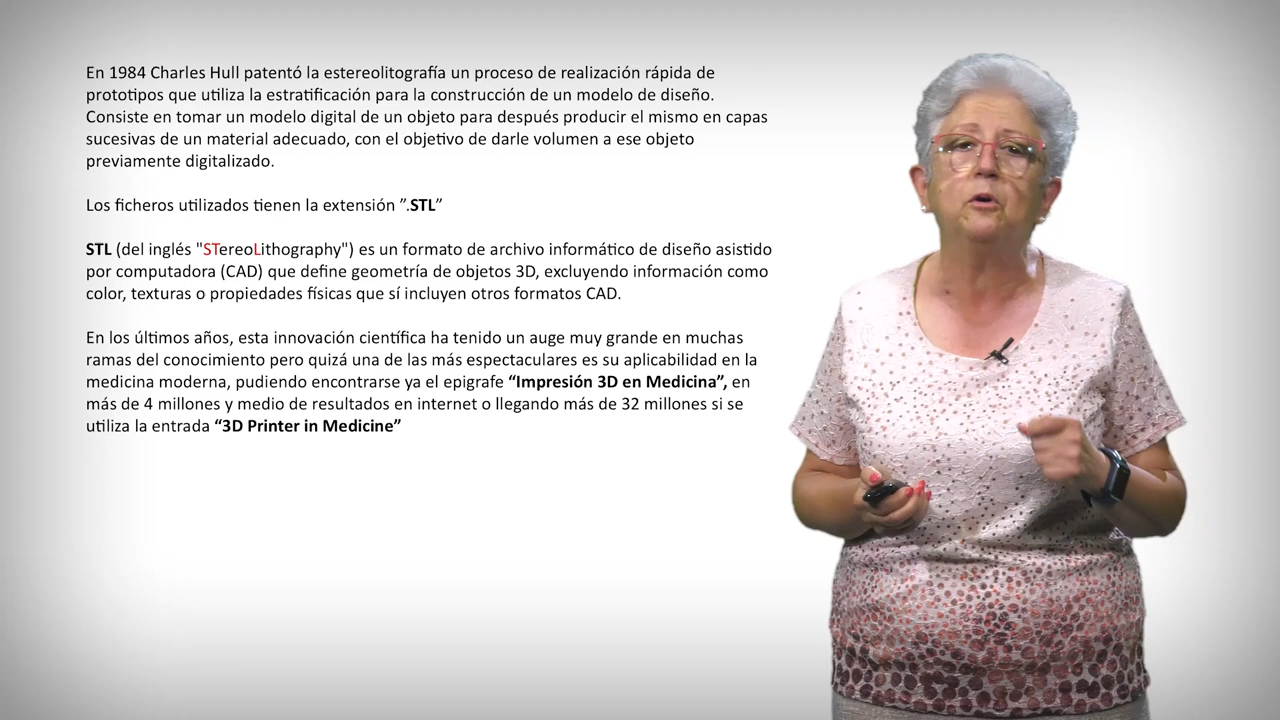 En 1984 Charles Hull patentó la estereolitografía un proceso de realización rápida de
prototipos que utiliza la estratificación para la construcción de un modelo de diseño.
Consiste en tomar un modelo digital de un objeto para después producir el mismo en capas
sucesivas de un material adecuado, con el objetivo de darle volumen a ese objeto
previamente digitalizado.
Los ficheros utilizados tienen la extensión ”.STL”
STL (del inglés "STereoLithography") es un formato de archivo informático de diseño asistido
por computadora (CAD) que define geometría de objetos 3D, excluyendo información como
color, texturas o propiedades físicas que sí incluyen otros formatos CAD.
En los últimos años, esta innovación científica ha tenido un auge muy grande en muchas
ramas del conocimiento pero quizá una de las más espectaculares es su aplicabilidad en la
medicina moderna, pudiendo encontrarse ya el epigrafe “Impresión 3D en Medicina”, en
más de 4 millones y medio de resultados en internet o llegando más de 32 millones si se
utiliza la entrada “3D Printer in Medicine”